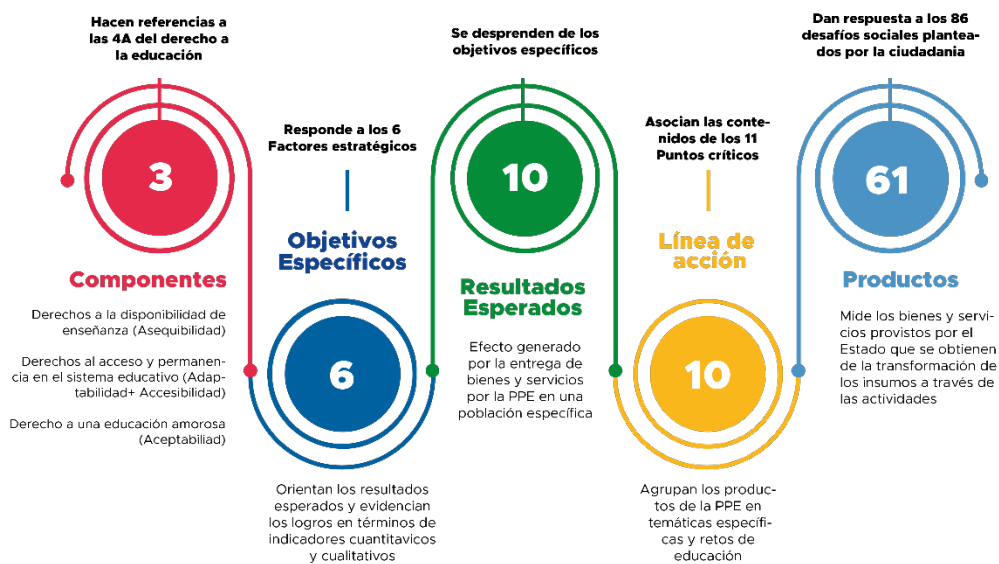 Hacen referencias a
las 4A del derecho a
la educación
3
Componentes
Derechos a la disponibilidad de
enseñanza (Asequibilidad)
Derechos al acceso y permanen-
cia en el sistema educativo (Adap-
tabilidad+ Accesibilidad)
Derecho a una educación amorosa
(Aceptabiliad)
Responde a los 6
Factores estratégicos
Objetivos
Específicos
6
Orientan los resultados
esperados y evidencian
los logros en términos de
indicadores cuantitavicos
y cualitativos
Se desprenden de los
objetivos específicos
10
Resultados
Esperados
Efecto generado
por la entrega de
bienes y servicios
por la PPE en una
población específica
Asocian las conte-
nidos de los 11
Puntos críticos
Línea de
acción
10
Agrupan los produc-
tos de la PPE en
temáticas específi-
cas y retos de
educación
Dan respuesta a los 86
desafíos sociales plantea-
dos por la ciudadania
61
Productos
Mide los bienes y servi-
cios provistos por el
Estado que se obtienen
de la transformación de
los insumos a través de
las actividades